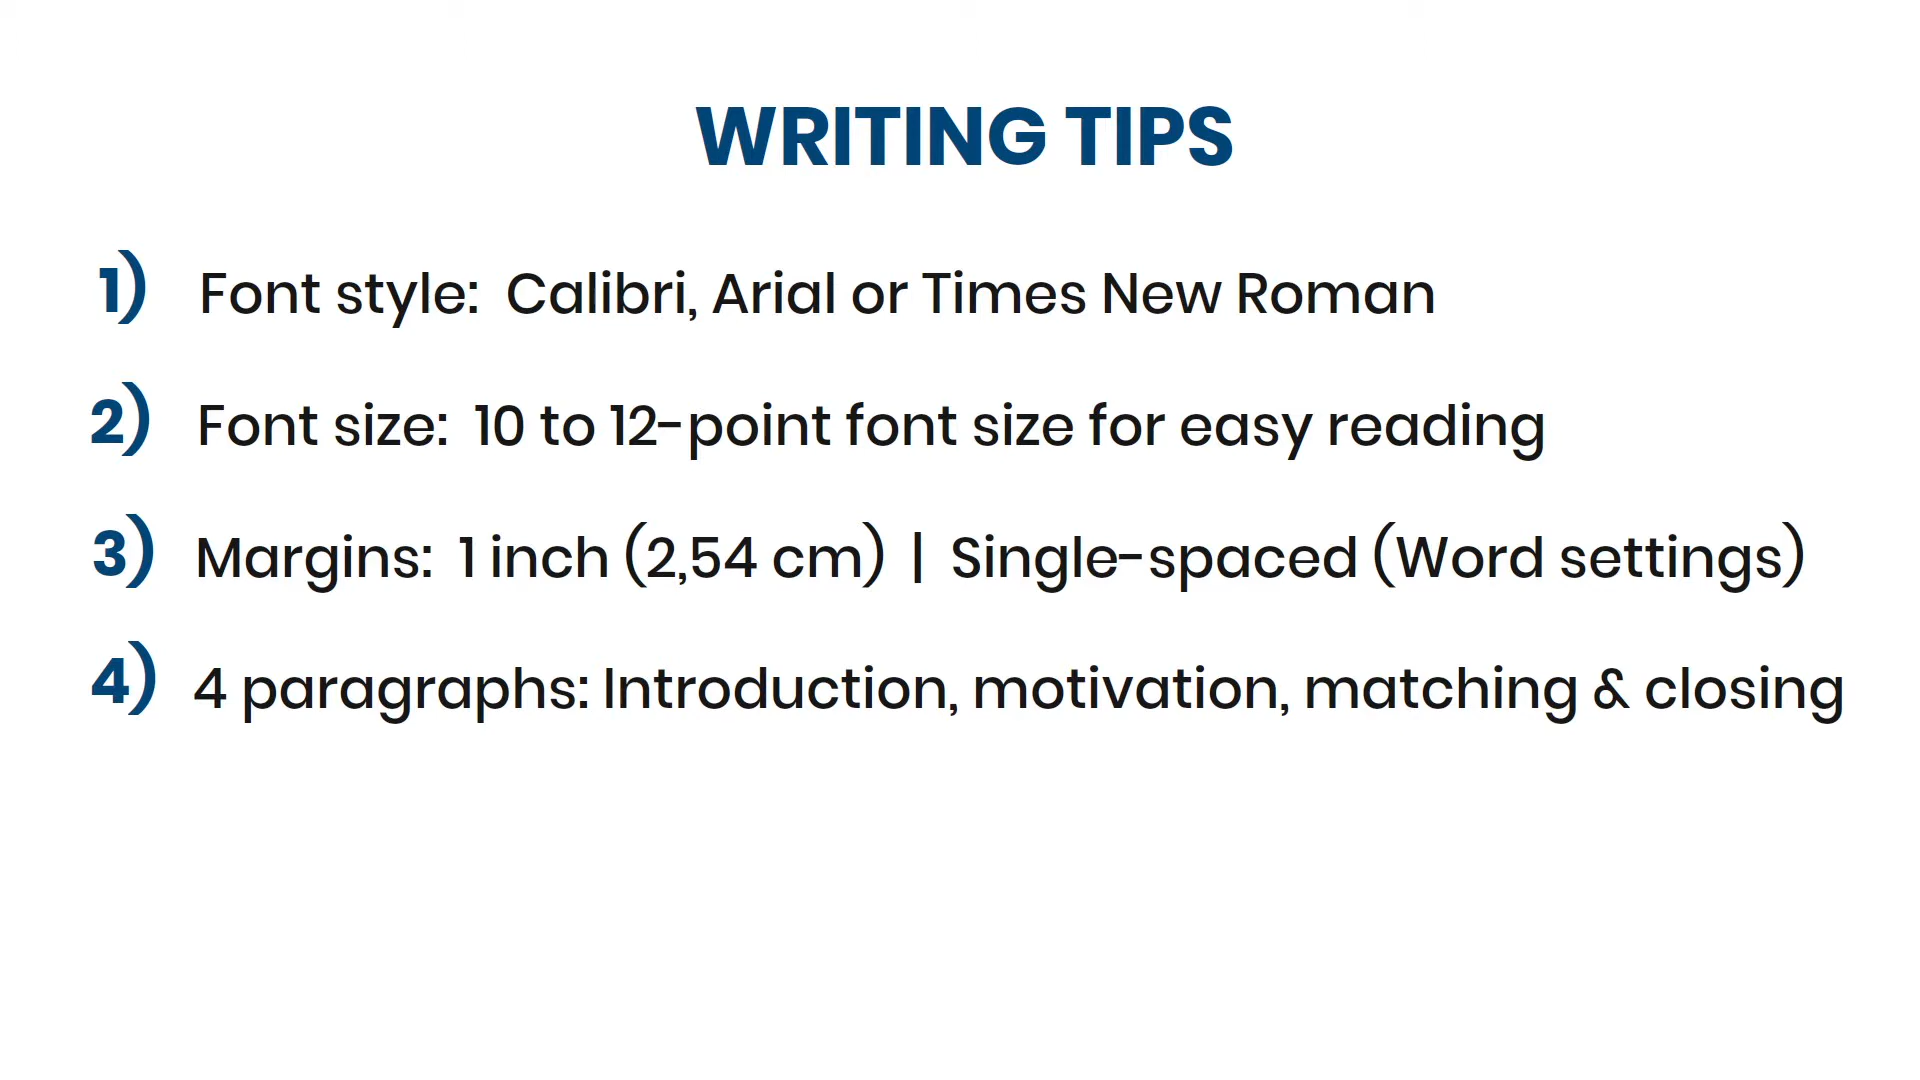 WRITING TIPS
1) Font style: Calibri, Arial or Times New Roman
2) Font size: 10 to 12-point font size for easy reading
3) Margins: 1 inch (2,54 cm) | Single-spaced (Word settings)
4) 4 paragraphs: Introduction, motivation, matching & closing